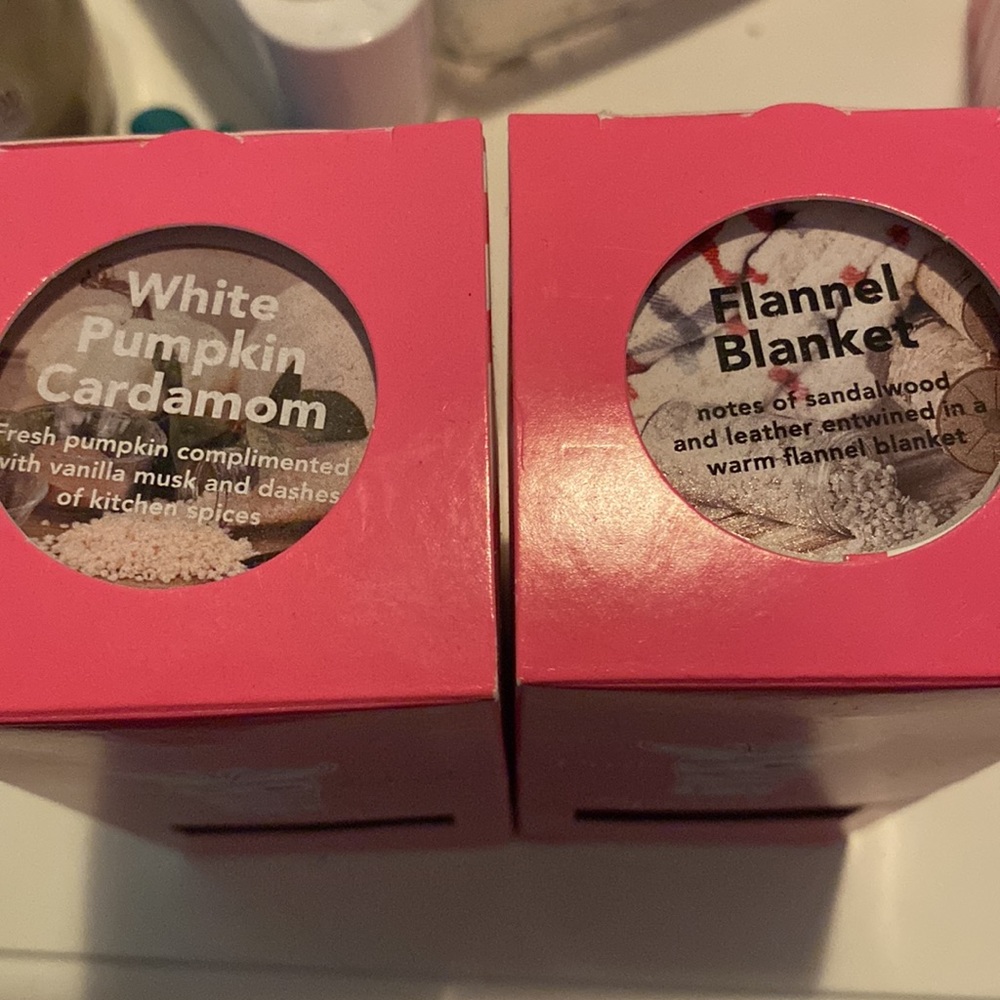 White
Pumpkin
Cardamom
Fresh pumpkin complimented
with vanilla musk and dashes
of kitchen spices
Flannel
Blanket
notes of sandalwood
and leather entwined in a
warm flannel blanket